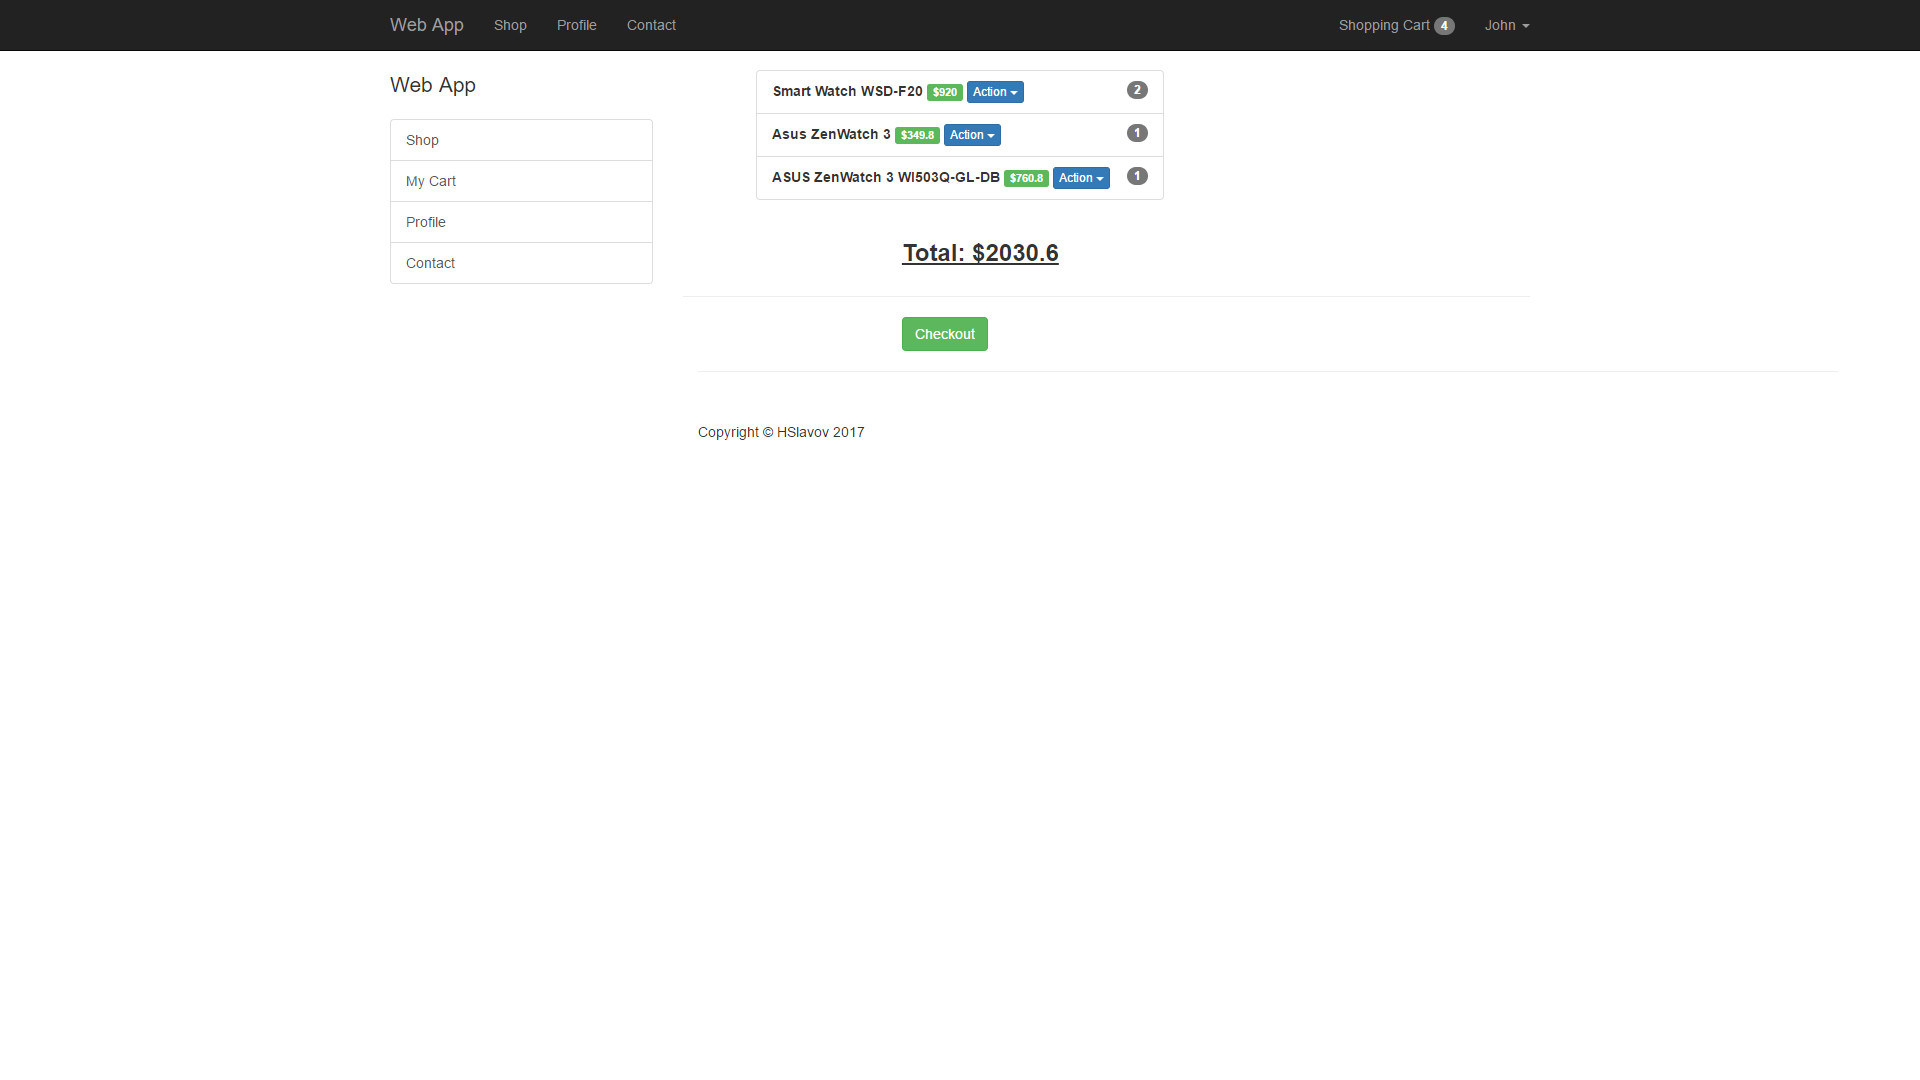 Web App Shop Profile Contact Shopping Cart 4 John
Web App
Shop
My Cart
Profile
Contact
Smart Watch WSD-F20 $920 Action 2
Asus ZenWatch 3 $349.8 Action 1
ASUS ZenWatch 3 WI503Q-GL-DB $760.8 Action 1
Total: $2030.6
Checkout
Copyright © HSlavov 2017